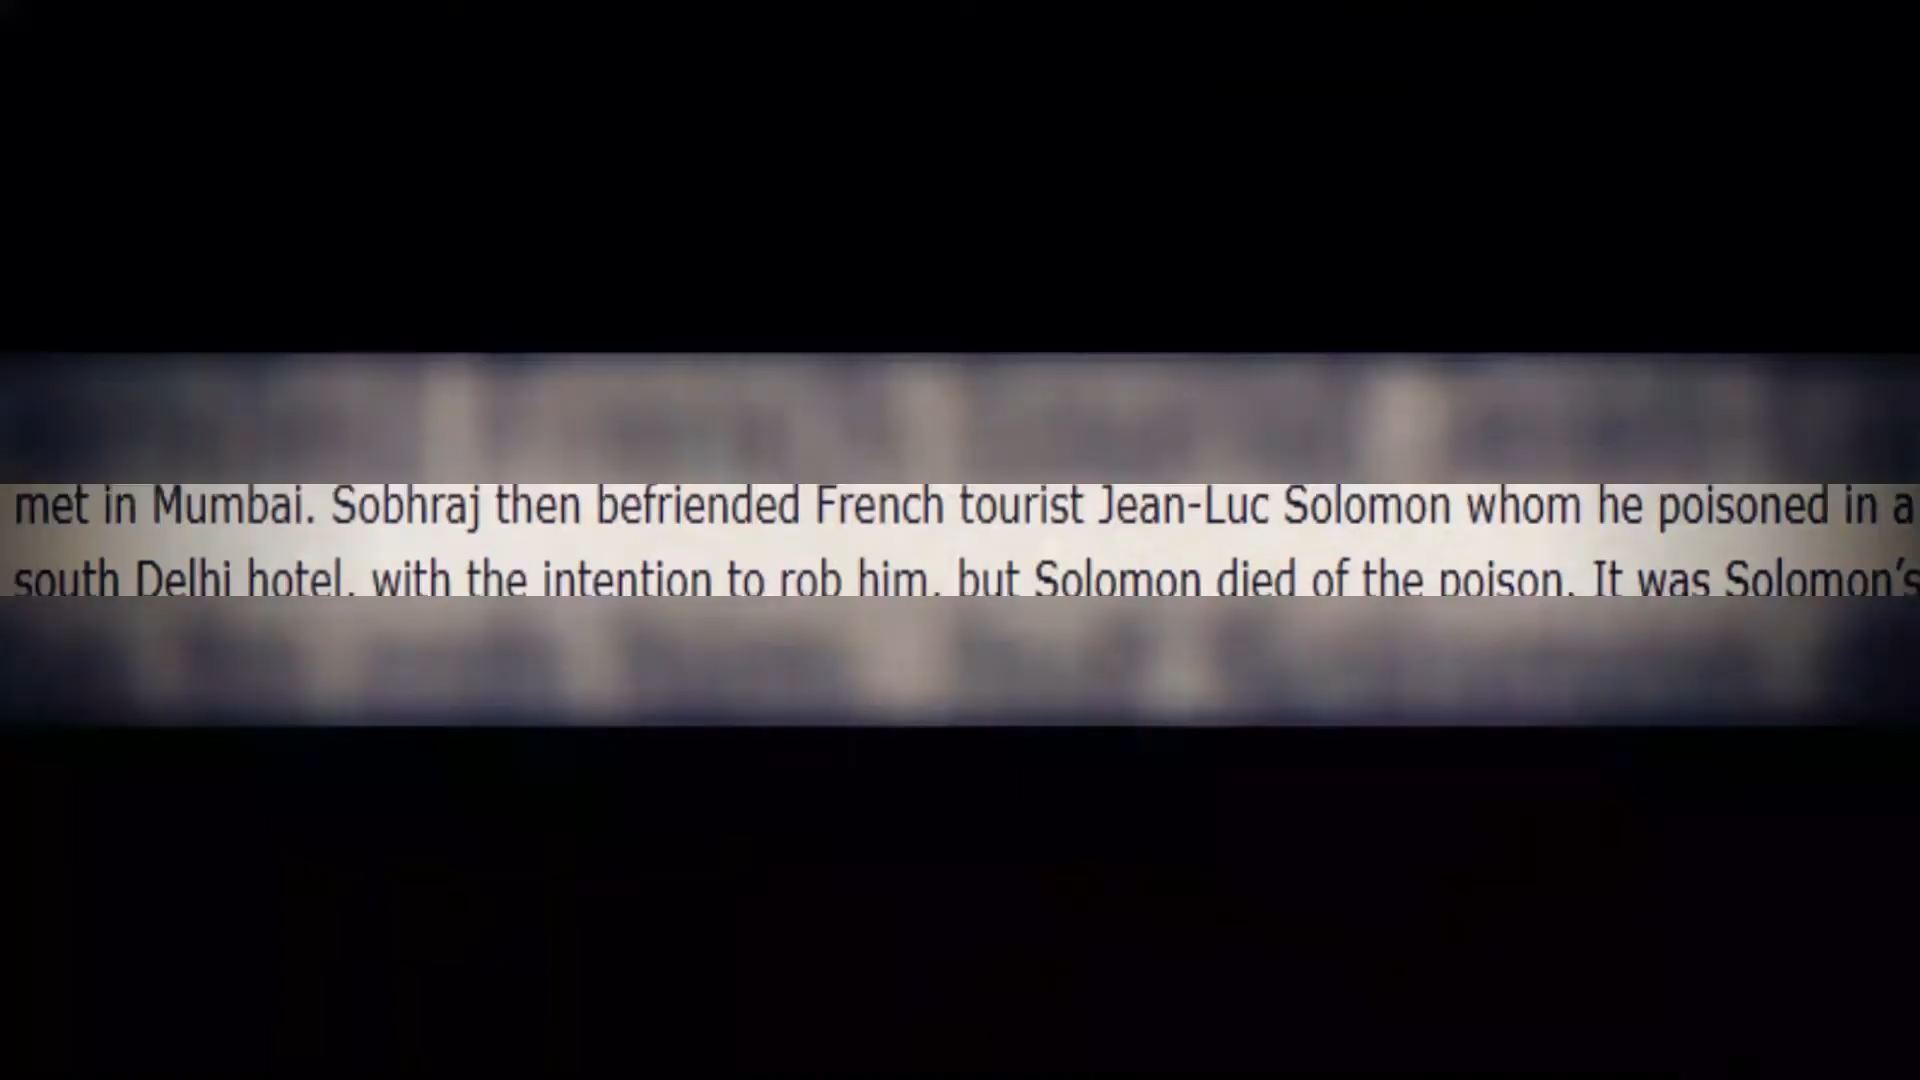 met in Mumbai. Sobhraj then befriended French tourist Jean-Luc Solomon whom he poisoned in a
south Delhi hotel, with the intention to rob him, but Solomon died of the poison. It was Solomon’s